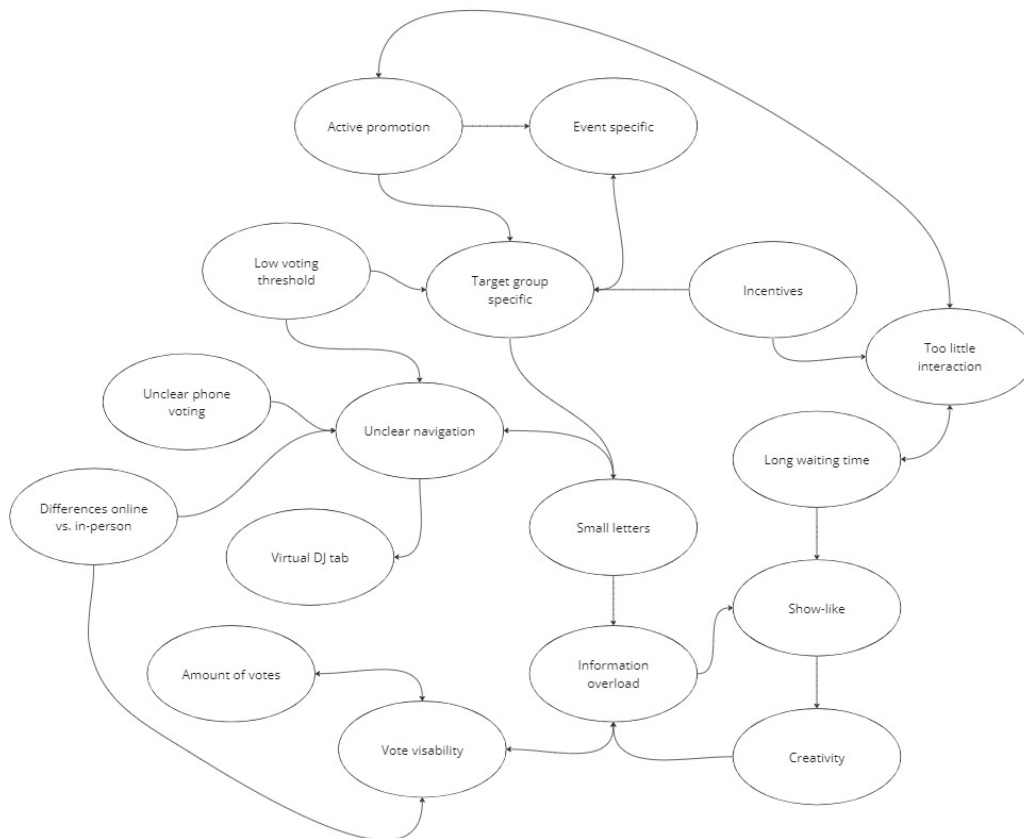 Active promotion
Event specific
Low voting
threshold
Target group
specific
Incentives
Too little
interaction
Unclear phone
voting
Unclear navigation
Long waiting time
Differences online
vs. in-person
Small letters
Virtual DJ tab
Show-like
Amount of votes
Information
overload
Vote visability
Creativity